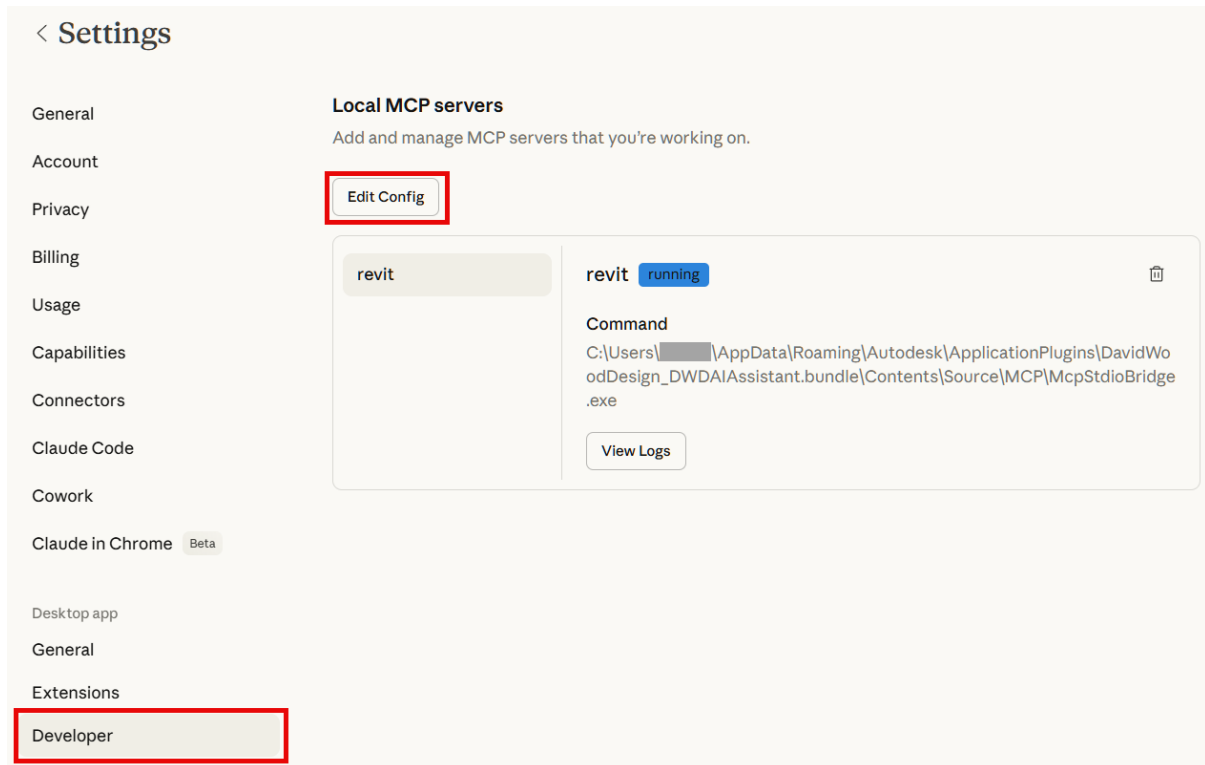 Settings
General
Account
Privacy
Billing
Usage
Capabilities
Connectors
Claude Code
Cowork
Claude in Chrome Beta
Desktop app
General
Extensions
Developer
Local MCP servers
Add and manage MCP servers that you're working on.
Edit Config
revit
revit running
Command
C:\Users\ \AppData\Roaming\Autodesk\ApplicationPlugins\DavidWo
odDesign_DWDAIAssistant.bundle\Contents\Source\MCP\McpStdioBridge
.exe
View Logs